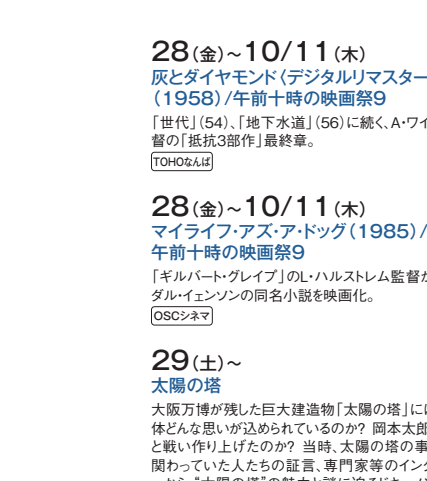 28(金)~10/11(木)
灰とダイヤモンド〈デジタルリマスター
(1958)/午前十時の映画祭9
「世代」(54)、「地下水道」(56)に続く、A・ワイ
督の「抵抗3部作」最終章。
TOHOなんば
28(金)~10/11(木)
マイライフ・アズ・ア・ドッグ(1985)/
午前十時の映画祭9
「ギルバート・グレイプ」のL・ハルストレム監督が
ダル・イェンソンの同名小説を映画化。
OSCシネマ
29(土)~
太陽の塔
大阪万博が残した巨大建造物「太陽の塔」には
体どんな思いが込められているのか? 岡本太郎
と戦い作り上げたのか? 当時、太陽の塔の事
関わっていた人たちの証言、専門家等のインタ